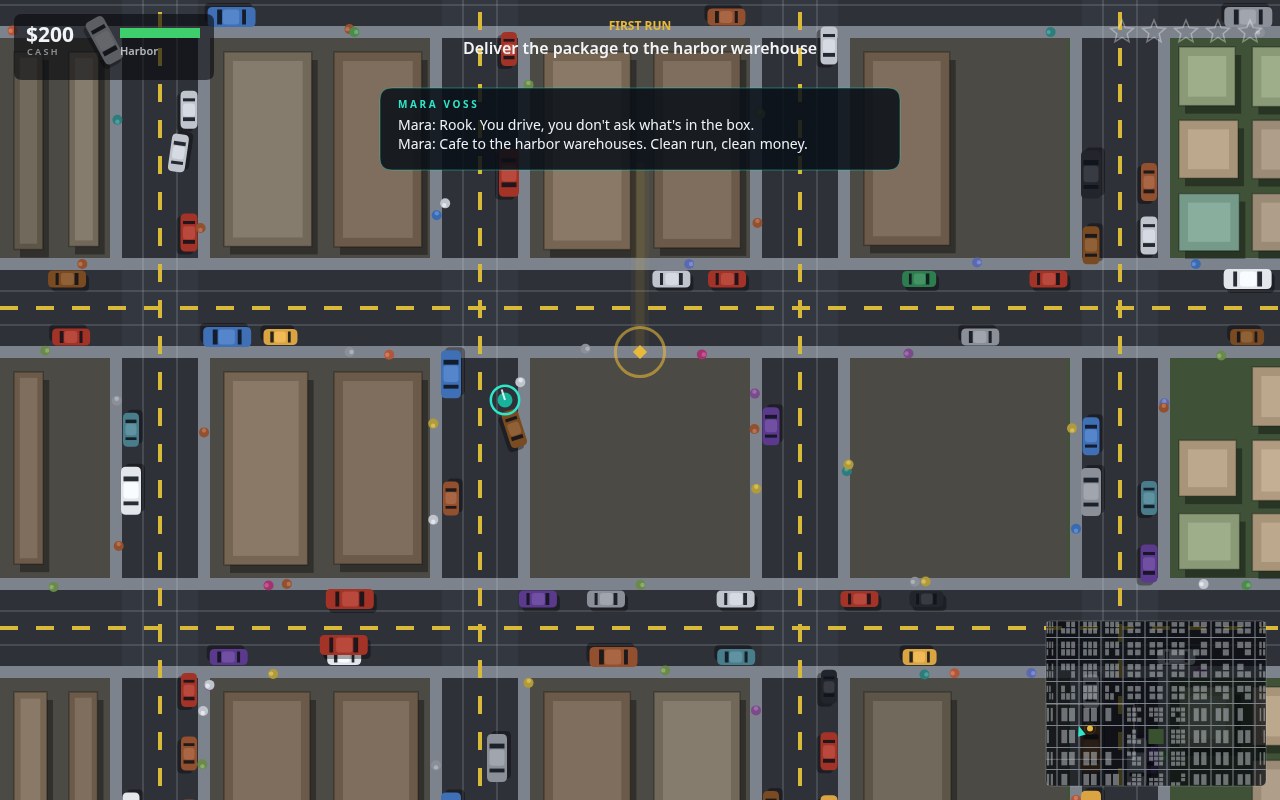 $200
CASH
Harbor
FIRST RUN
Deliver the package to the harbor warehouse
MARA VOSS
Mara: Rook. You drive, you don't ask what's in the box.
Mara: Cafe to the harbor warehouses. Clean run, clean money.